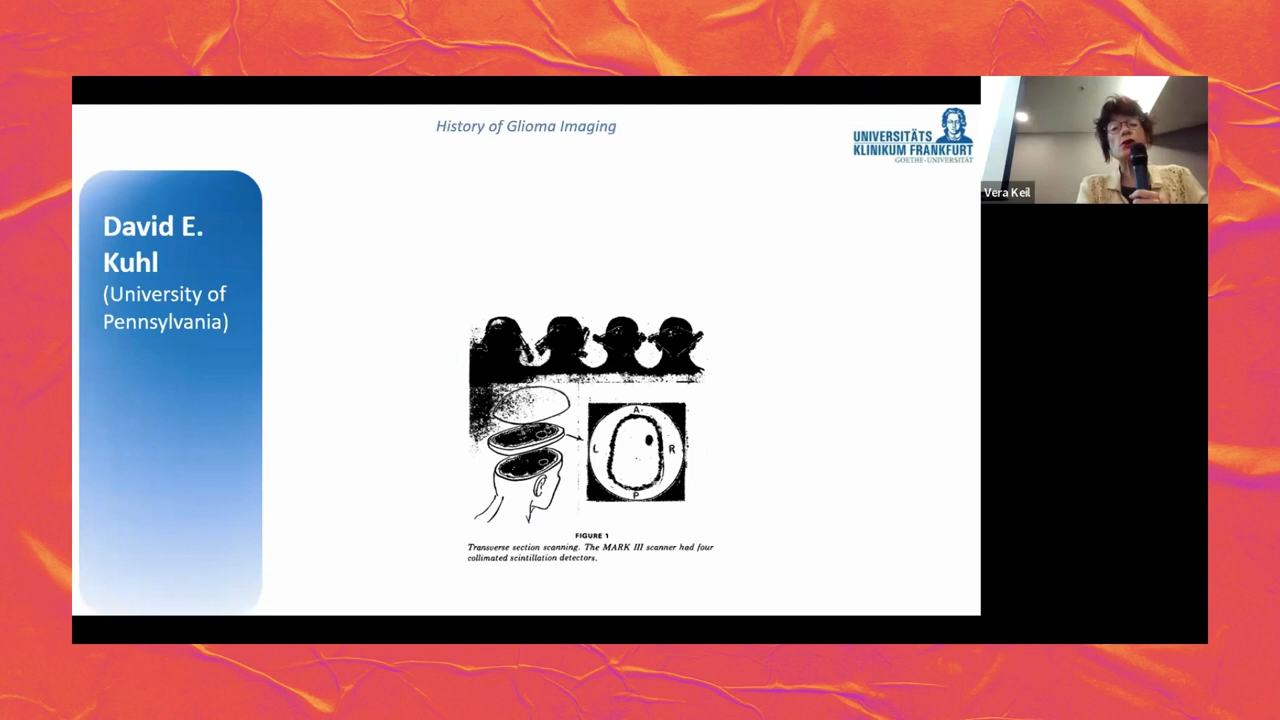 History of Glioma Imaging
UNIVERSITÄTS
KLINIKUM FRANKFURT
GOETHE-UNIVERSITÄT
Vera Keil
David E.
Kuhl
(University of
Pennsylvania)
A
L
R
P
FIGURE 1
Transverse section scanning. The MARK III scanner had four
collimated scintillation detectors.